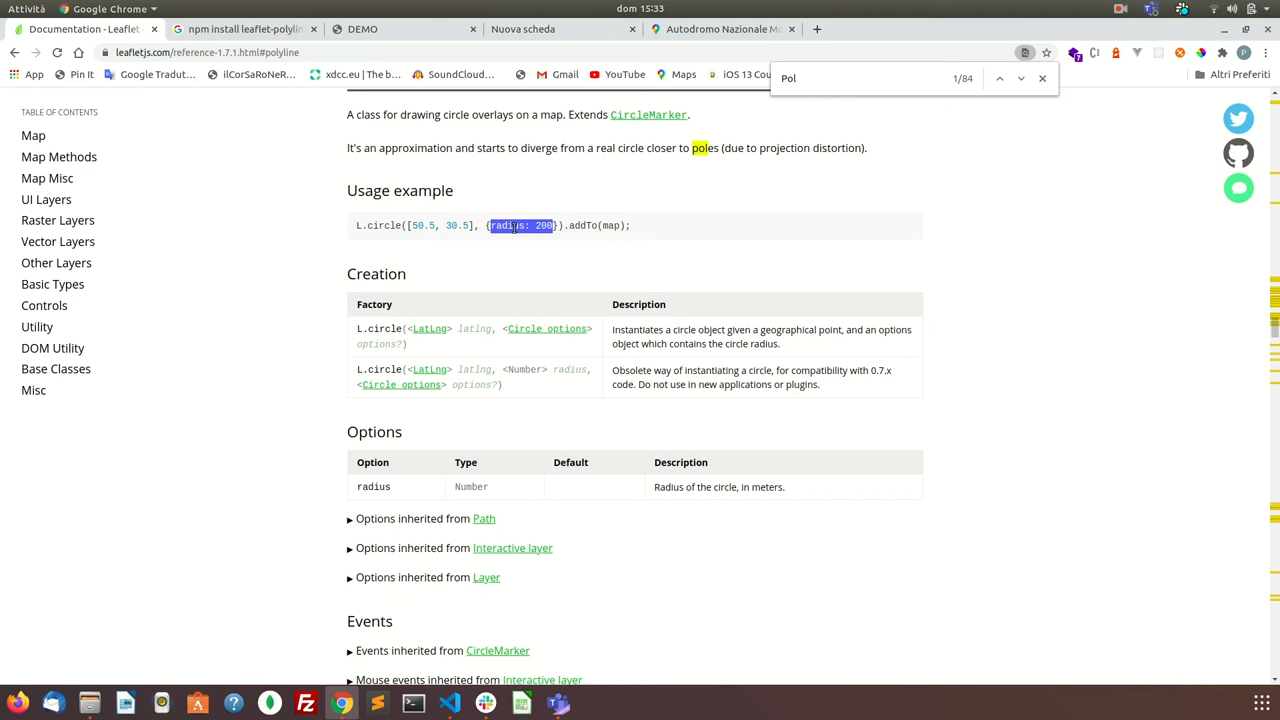 Attività
Google Chrome
dom 15:33
Documentation - Leaflet
npm install leaflet-polylin
DEMO
Nuova scheda
Autodromo Nazionale Mo
leafletjs.com/reference-1.7.1.html#polyline
App
Pin It
Google Tradut…
ilCorSaRoNeR…
xdcc.eu | The b…
SoundCloud…
Gmail
YouTube
Maps
iOS 13 Cou
Altri Preferiti
Pol
1/84
TABLE OF CONTENTS
Map
Map Methods
Map Misc
UI Layers
Raster Layers
Vector Layers
Other Layers
Basic Types
Controls
Utility
DOM Utility
Base Classes
Misc
A class for drawing circle overlays on a map. Extends CircleMarker.
It's an approximation and starts to diverge from a real circle closer to poles (due to projection distortion).
Usage example
L.circle([50.5, 30.5], {radius: 200}).addTo(map);
Creation
Factory
Description
L.circle(<LatLng> latlng, <Circle options>
options?)
Instantiates a circle object given a geographical point, and an options
object which contains the circle radius.
L.circle(<LatLng> latlng, <Number> radius,
<Circle options> options?)
Obsolete way of instantiating a circle, for compatibility with 0.7.x
code. Do not use in new applications or plugins.
Options
Option
Type
Default
Description
radius
Number
Radius of the circle, in meters.
Options inherited from Path
Options inherited from Interactive layer
Options inherited from Layer
Events
Events inherited from CircleMarker
Mouse events inherited from Interactive layer